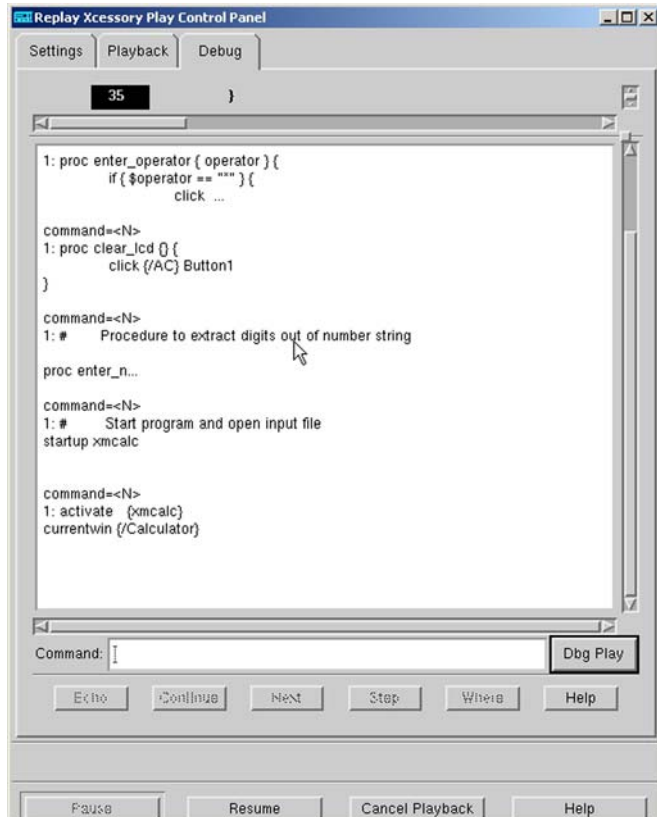 Replay Xcessory Play Control Panel
Settings Playback Debug
35 }
1: proc enter_operator { operator } {
if { $operator == "*" } {
click ...
command=<N>
1: proc clear_lcd {} {
click {/AC} Button1
}
command=<N>
1: # Procedure to extract digits out of number string
proc enter_n...
command=<N>
1: # Start program and open input file
startup xmcalc
command=<N>
1: activate {xmcalc}
currentwin {/Calculator}
Command: Dbg Play
Echo Continue Next Step Where Help
Pause Resume Cancel Playback Help